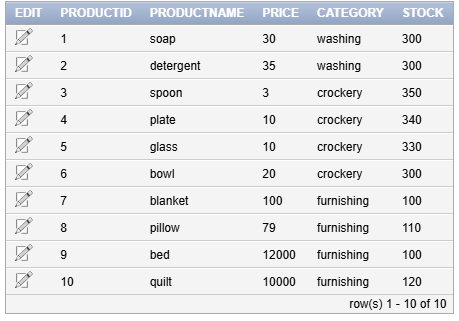 EDIT PRODUCTID PRODUCTNAME PRICE CATEGORY STOCK
1 soap 30 washing 300
2 detergent 35 washing 300
3 spoon 3 crockery 350
4 plate 10 crockery 340
5 glass 10 crockery 330
6 bowl 20 crockery 300
7 blanket 100 furnishing 100
8 pillow 79 furnishing 110
9 bed 12000 furnishing 100
10 quilt 10000 furnishing 120
row(s) 1 - 10 of 10